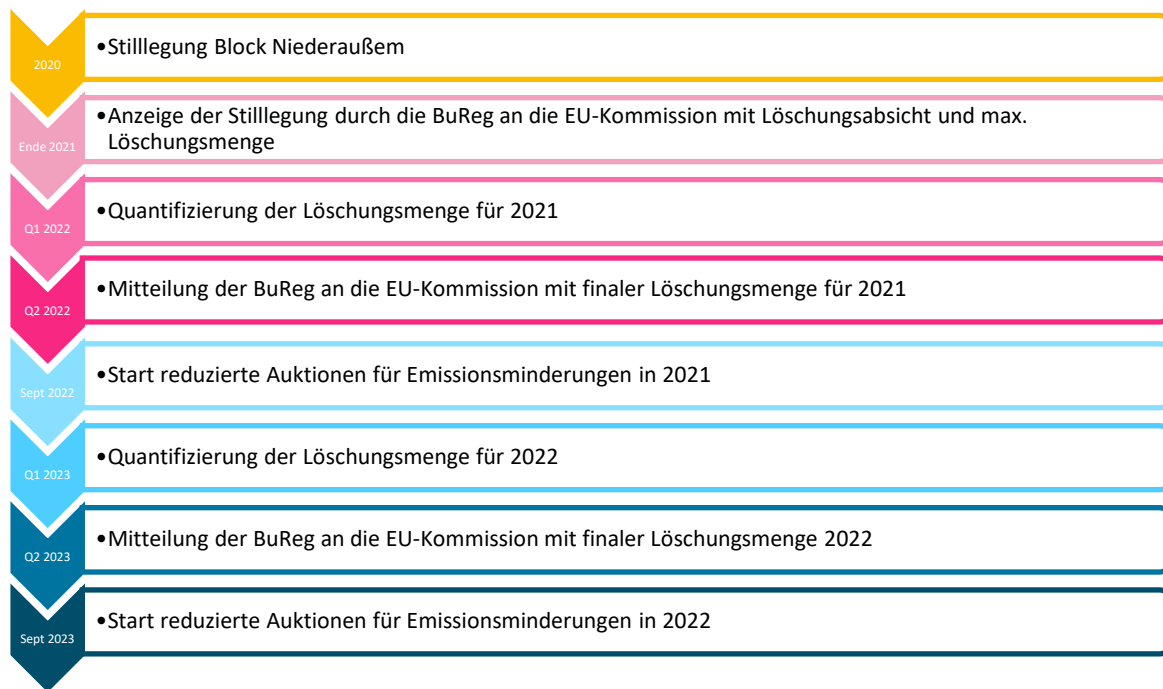 2020
•Stilllegung Block Niederaußem
Ende 2021
•Anzeige der Stilllegung durch die BuReg an die EU-Kommission mit Löschungsabsicht und max.
Löschungsmenge
Q1 2022
•Quantifizierung der Löschungsmenge für 2021
Q2 2022
•Mitteilung der BuReg an die EU-Kommission mit finaler Löschungsmenge für 2021
Sept 2022
•Start reduzierte Auktionen für Emissionsminderungen in 2021
Q1 2023
•Quantifizierung der Löschungsmenge für 2022
Q2 2023
•Mitteilung der BuReg an die EU-Kommission mit finaler Löschungsmenge 2022
Sept 2023
•Start reduzierte Auktionen für Emissionsminderungen in 2022